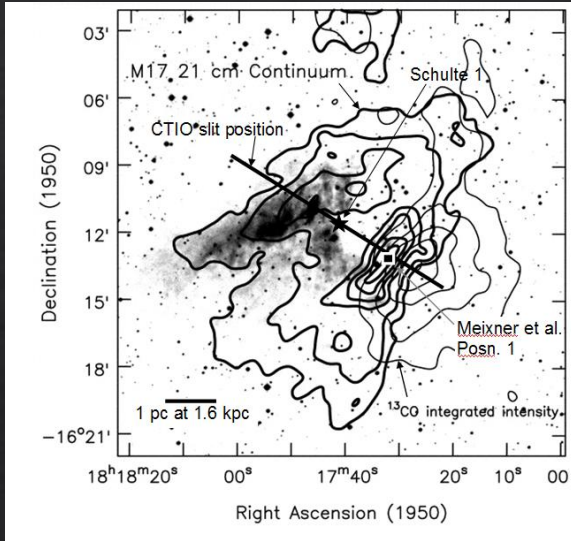 03'
M17 21 cm Continuum
Schulte 1
06'
CTIO slit position
09'
Declination (1950)
12'
15'
Meixner et al.
Posn. 1
18'
1 pc at 1.6 kpc
¹³CO integrated intensity
−16°21'
18ʰ18ᵐ20ˢ 00ˢ 17ᵐ40ˢ 20ˢ 10ˢ 00
Right Ascension (1950)